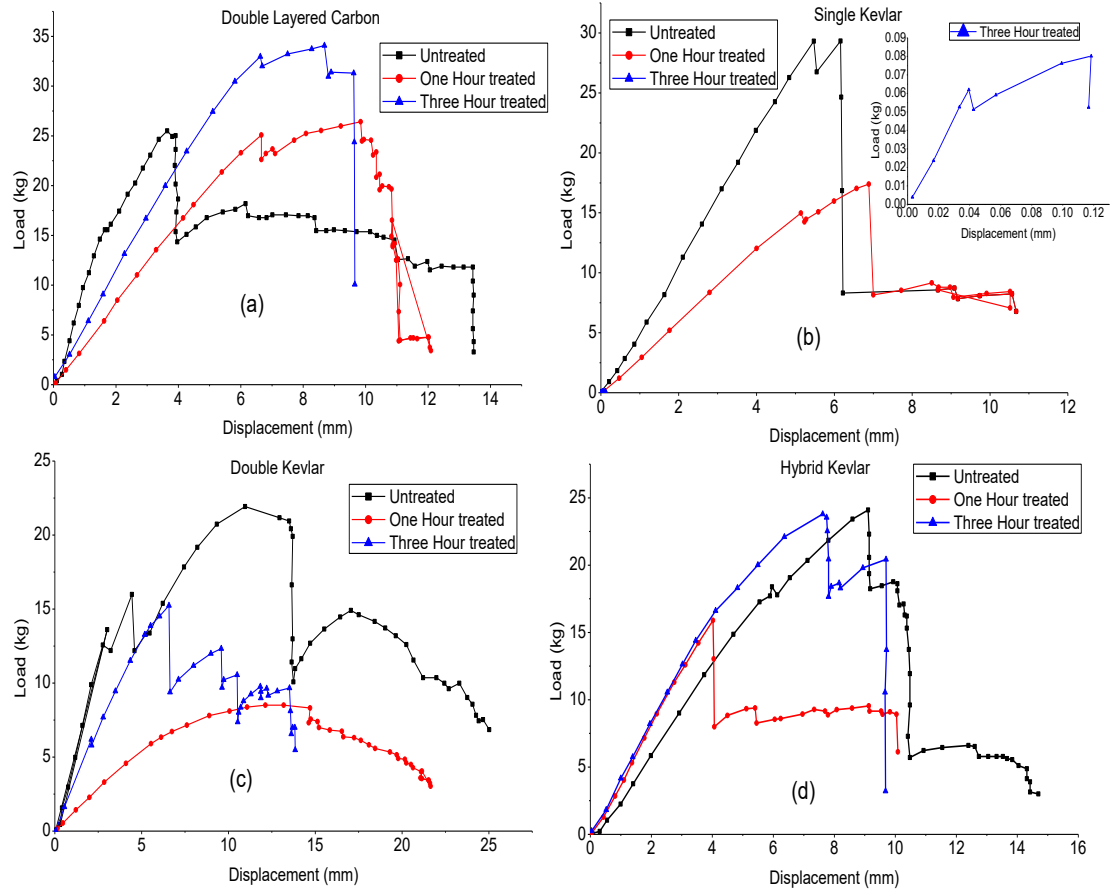 Double Layered Carbon
Untreated
One Hour treated
Three Hour treated
35
30
25
20
15
10
5
0
Load (kg)
(a)
0 2 4 6 8 10 12 14
Displacement (mm)
Single Kevlar
Untreated
One Hour treated
Three Hour treated
30
25
20
15
10
5
0
Load (kg)
(b)
0 2 4 6 8 10 12
Displacement (mm)
Three Hour treated
0.09
0.08
0.07
0.06
0.05
0.04
0.03
0.02
0.01
0.00
Load (kg)
0.00 0.02 0.04 0.06 0.08 0.10 0.12
Displacement (mm)
Double Kevlar
Untreated
One Hour treated
Three Hour treated
25
20
15
10
5
0
Load (kg)
(c)
0 5 10 15 20 25
Displacement (mm)
Hybrid Kevlar
Untreated
One Hour treated
Three Hour treated
25
20
15
10
5
0
Load (kg)
(d)
0 2 4 6 8 10 12 14 16
Displacement (mm)